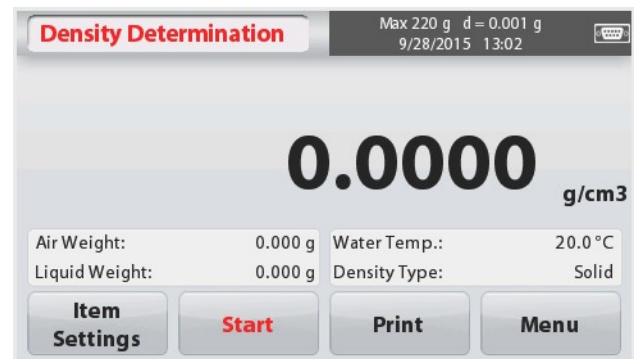 Density Determination
Max 220 g d = 0.001 g
9/28/2015 13:02
0.0000 g/cm3
Air Weight: 0.000 g
Liquid Weight: 0.000 g
Water Temp.: 20.0 °C
Density Type: Solid
Item
Settings
Start
Print
Menu